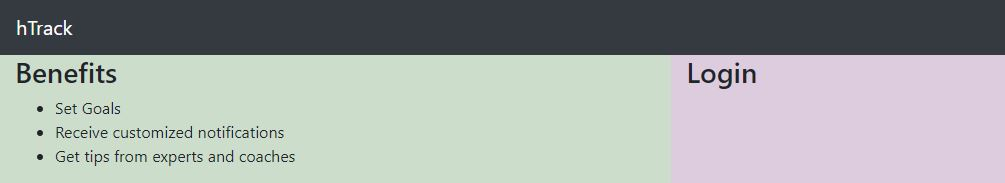 hTrack
Benefits
Set Goals
Receive customized notifications
Get tips from experts and coaches
Login